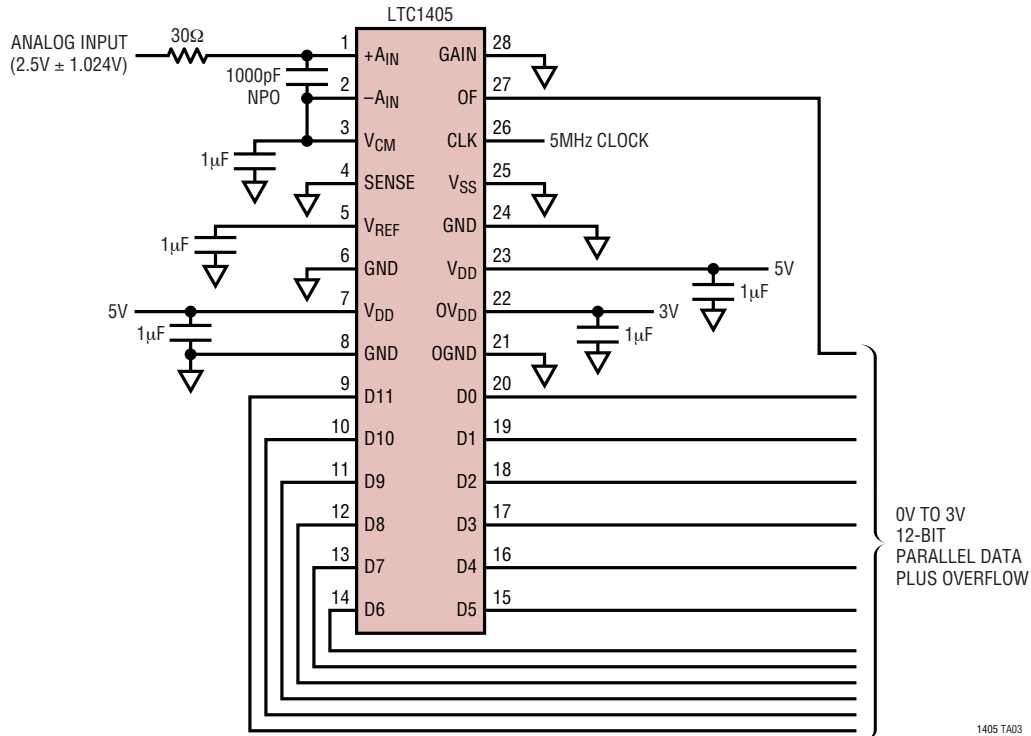 LTC1405
ANALOG INPUT
(2.5V ± 1.024V)
30Ω
1000pF
NPO
1µF
1µF
5V
1µF
1 +AIN
2 –AIN
3 VCM
4 SENSE
5 VREF
6 GND
7 VDD
8 GND
9 D11
10 D10
11 D9
12 D8
13 D7
14 D6
GAIN 28
OF 27
CLK 26
5MHz CLOCK
VSS 25
GND 24
VDD 23
5V
1µF
OVDD 22
3V
1µF
OGND 21
D0 20
D1 19
D2 18
D3 17
D4 16
D5 15
0V TO 3V
12-BIT
PARALLEL DATA
PLUS OVERFLOW
1405 TA03